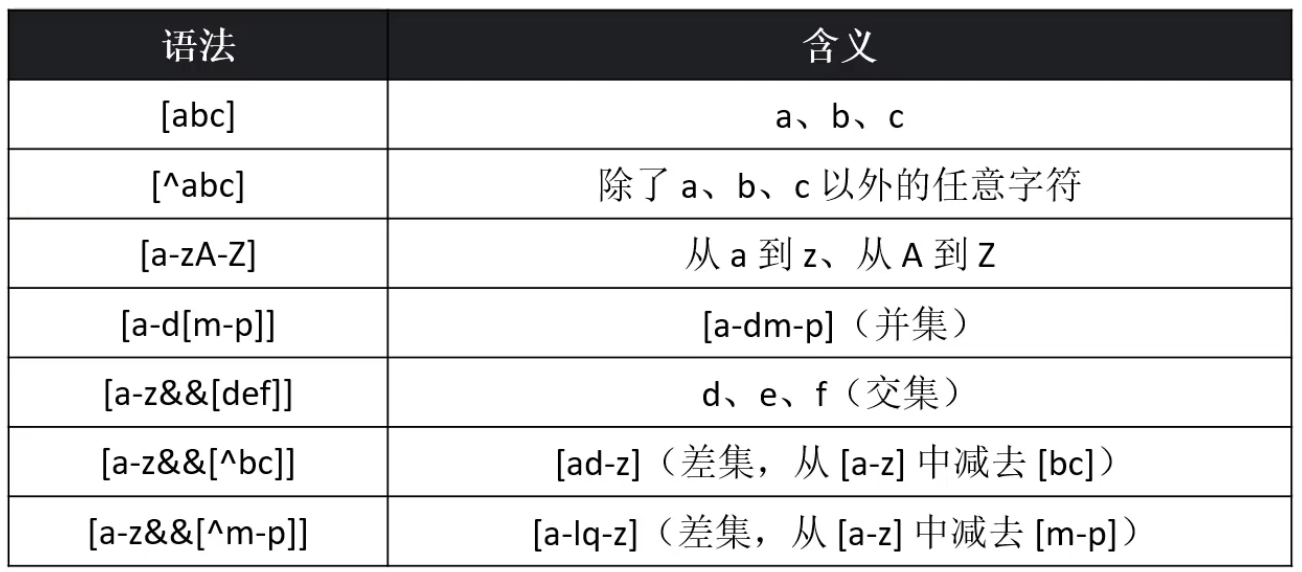 语法 含义
[abc] a、b、c
[^abc] 除了 a、b、c 以外的任意字符
[a-zA-Z] 从 a 到 z、从 A 到 Z
[a-d[m-p]] [a-dm-p]（并集）
[a-z&&[def]] d、e、f（交集）
[a-z&&[^bc]] [ad-z]（差集，从 [a-z] 中减去 [bc]）
[a-z&&[^m-p]] [a-lq-z]（差集，从 [a-z] 中减去 [m-p]）